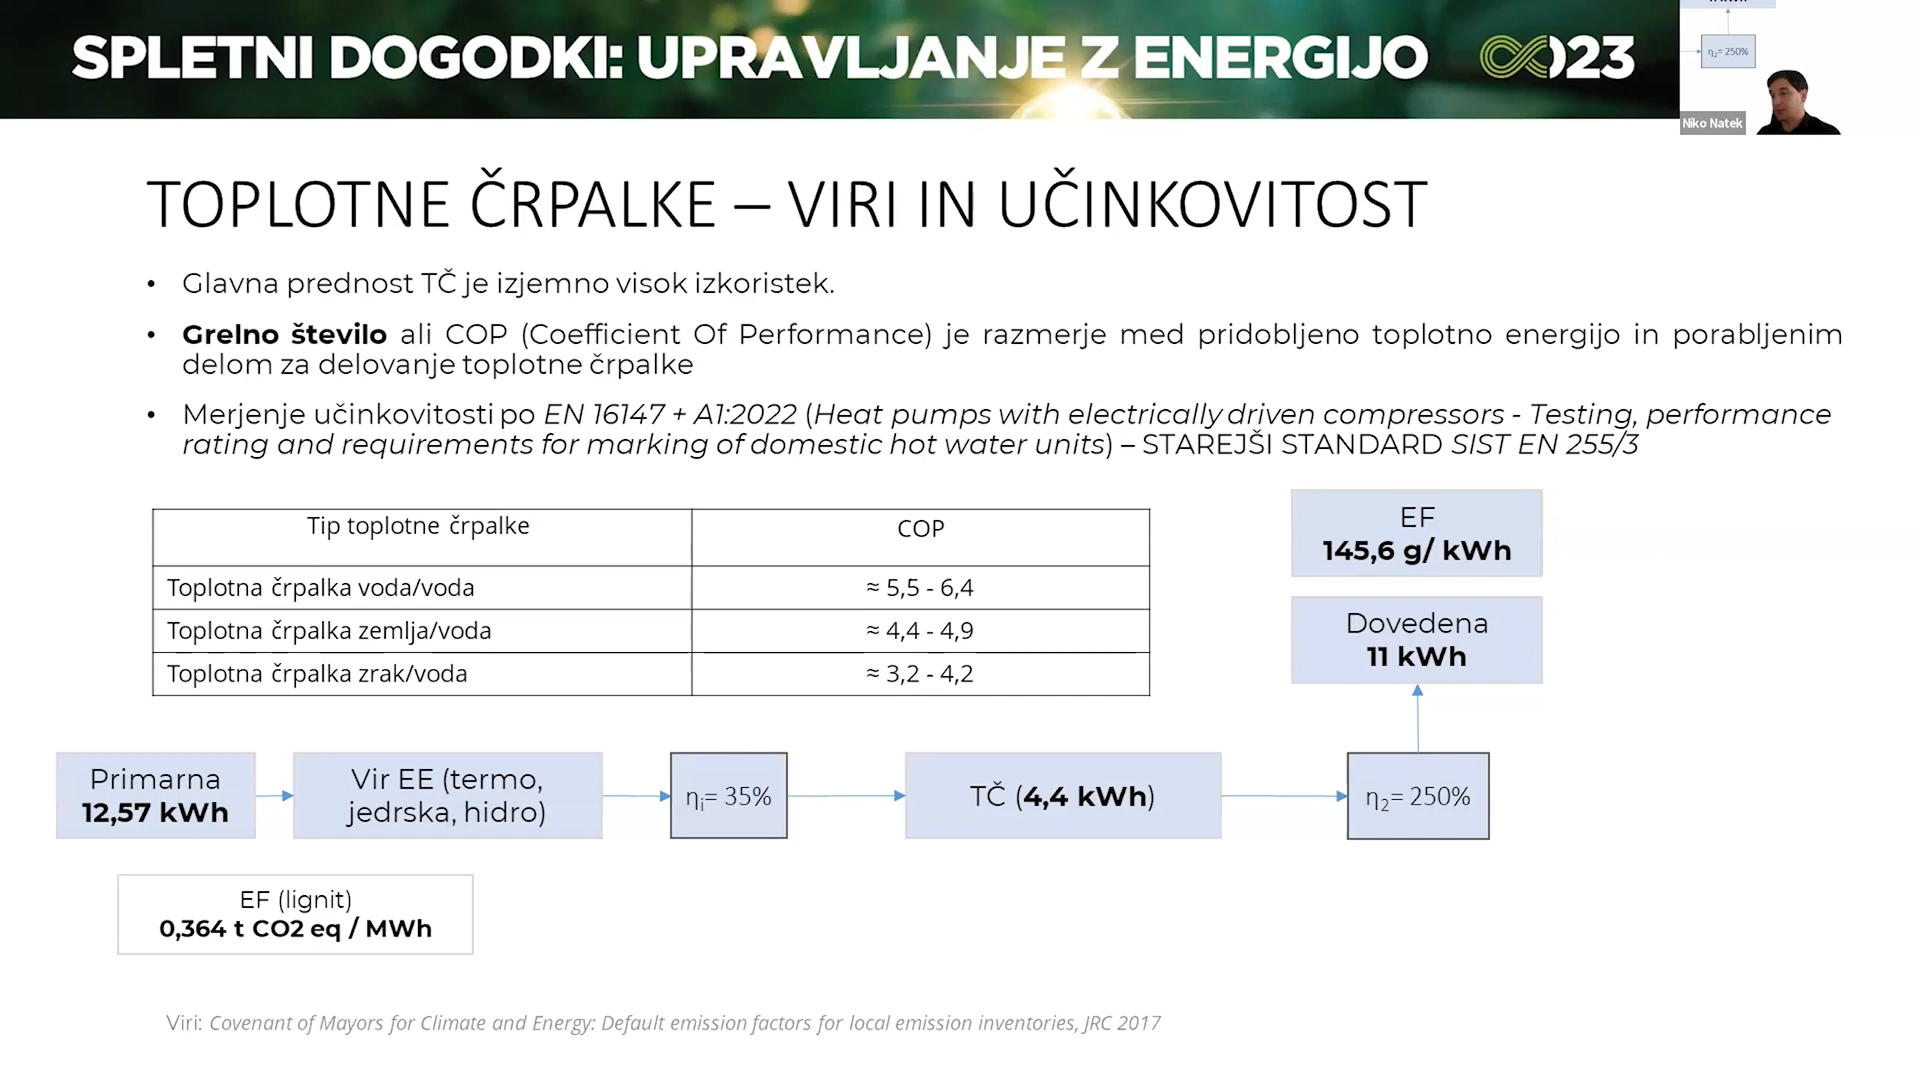 SPLETNI DOGODKI: UPRAVLJANJE Z ENERGIJO
23
η₂= 250%
Niko Natek
TOPLOTNE ČRPALKE – VIRI IN UČINKOVITOST
• Glavna prednost TČ je izjemno visok izkoristek.
• Grelno število ali COP (Coefficient Of Performance) je razmerje med pridobljeno toplotno energijo in porabljenim
delom za delovanje toplotne črpalke
• Merjenje učinkovitosti po EN 16147 + A1:2022 (Heat pumps with electrically driven compressors - Testing, performance
rating and requirements for marking of domestic hot water units) – STAREJŠI STANDARD SIST EN 255/3
Tip toplotne črpalke COP
Toplotna črpalka voda/voda ≈ 5,5 - 6,4
Toplotna črpalka zemlja/voda ≈ 4,4 - 4,9
Toplotna črpalka zrak/voda ≈ 3,2 - 4,2
EF
145,6 g/ kWh
Dovedena
11 kWh
Primarna
12,57 kWh
Vir EE (termo,
jedrska, hidro)
ηᵢ= 35%
TČ (4,4 kWh)
η₂= 250%
EF (lignit)
0,364 t CO2 eq / MWh
Viri: Covenant of Mayors for Climate and Energy: Default emission factors for local emission inventories, JRC 2017